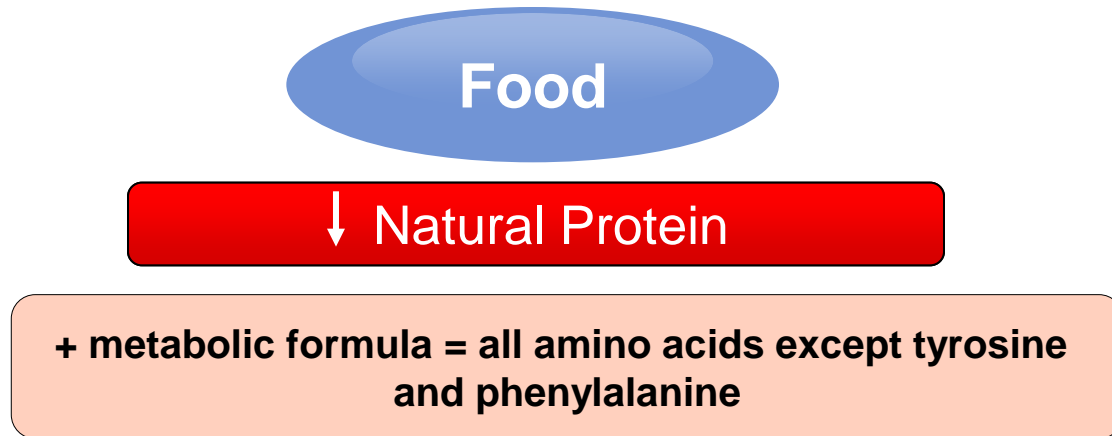 Food
↓ Natural Protein
+ metabolic formula = all amino acids except tyrosine
and phenylalanine